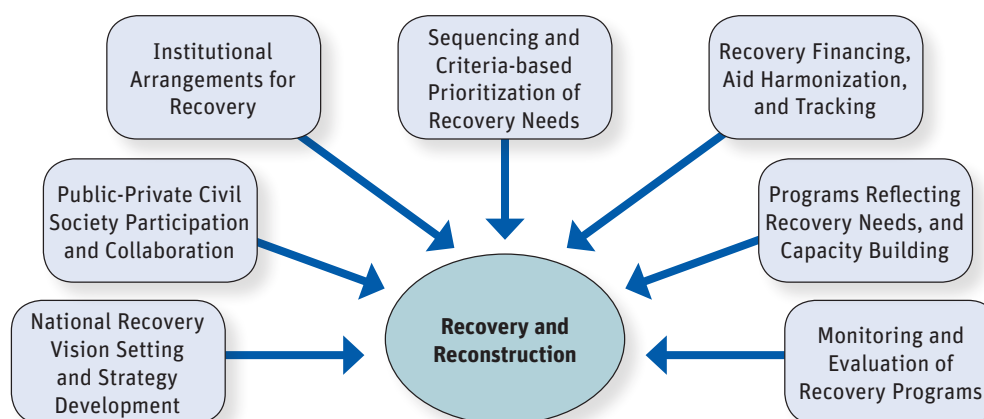 Institutional
Arrangements for
Recovery
Sequencing and
Criteria-based
Prioritization of
Recovery Needs
Recovery Financing,
Aid Harmonization,
and Tracking
Public-Private Civil
Society Participation
and Collaboration
Programs Reflecting
Recovery Needs, and
Capacity Building
National Recovery
Vision Setting
and Strategy
Development
Recovery and
Reconstruction
Monitoring and
Evaluation of
Recovery Programs